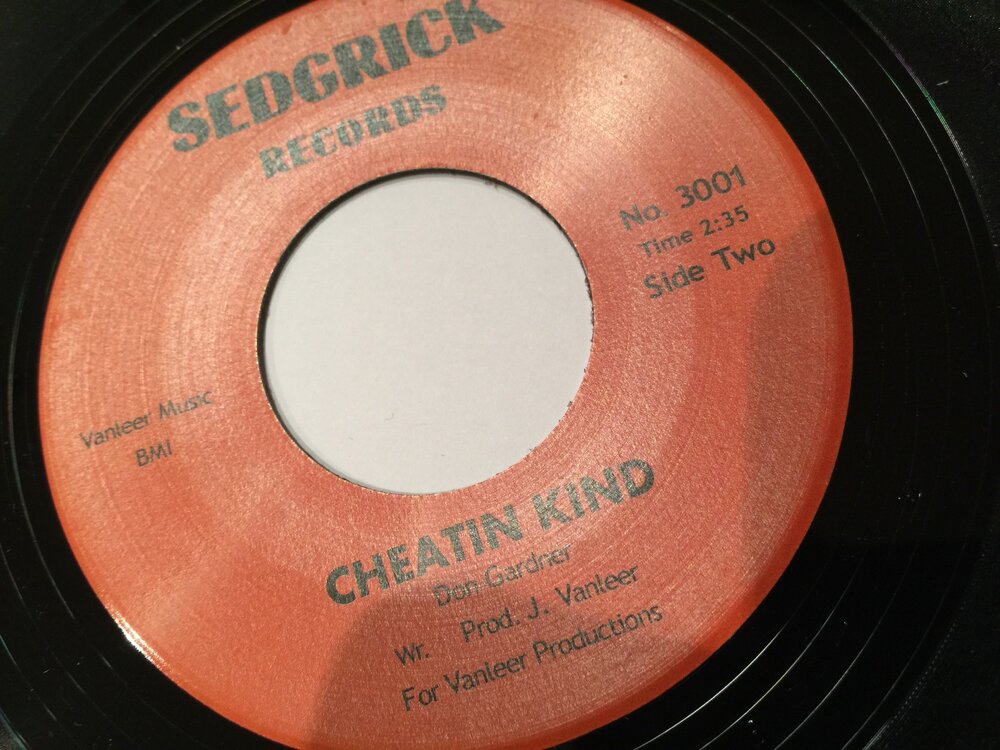 SEDGRICK
RECORDS
No. 3001
Time 2:35
Side Two
Vanleer Music
BMI
CHEATIN KIND
Don Gardner
Wr. Prod. J. Vanleer
For Vanleer Productions